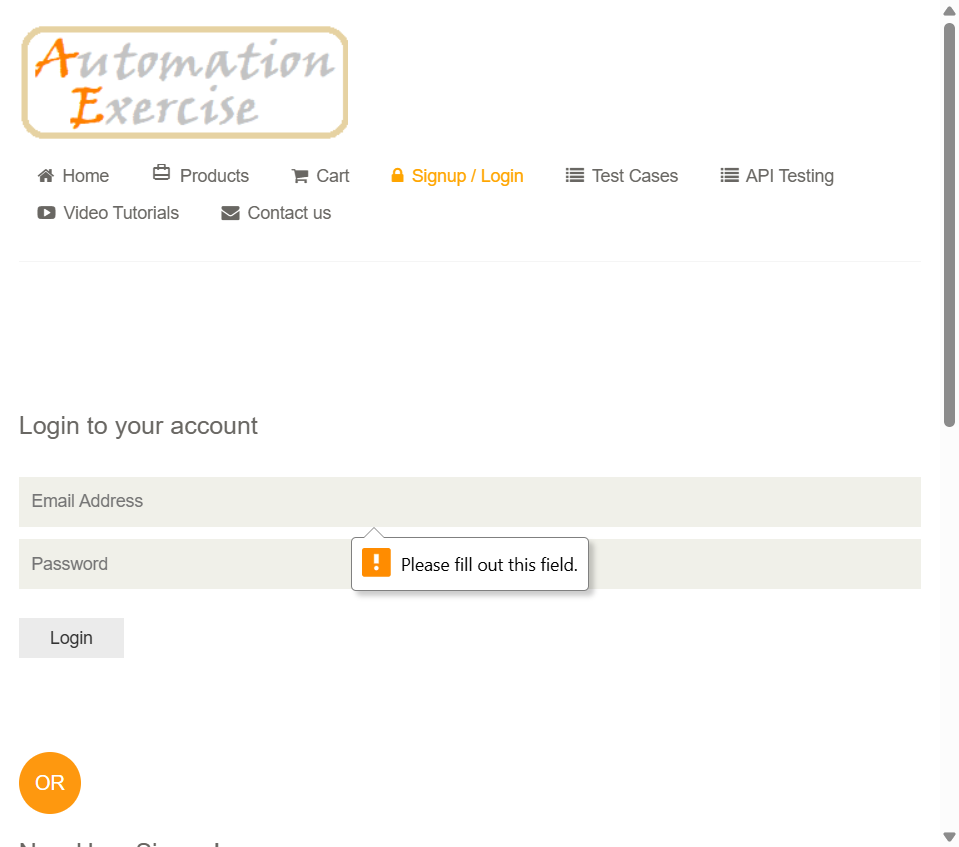 Automation
Exercise
Home Products Cart Signup / Login Test Cases API Testing
Video Tutorials Contact us
Login to your account
Email Address
Password
Please fill out this field.
Login
OR